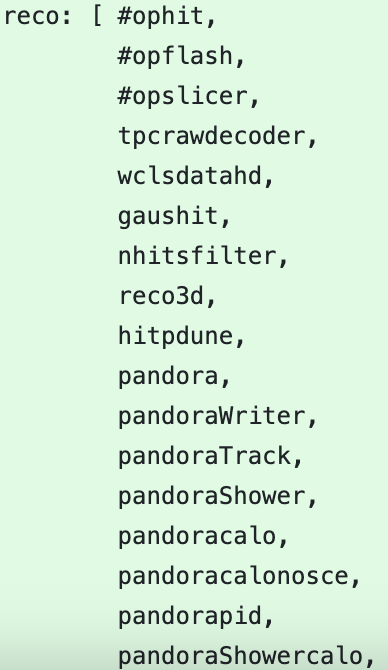 reco: [ #ophit,
#opflash,
#opslicer,
tpcrawdecoder,
wclsdatahd,
gaushit,
nhitsfilter,
reco3d,
hitpdune,
pandora,
pandoraWriter,
pandoraTrack,
pandoraShower,
pandoracalo,
pandoracalonosce,
pandorapid,
pandoraShowercalo,